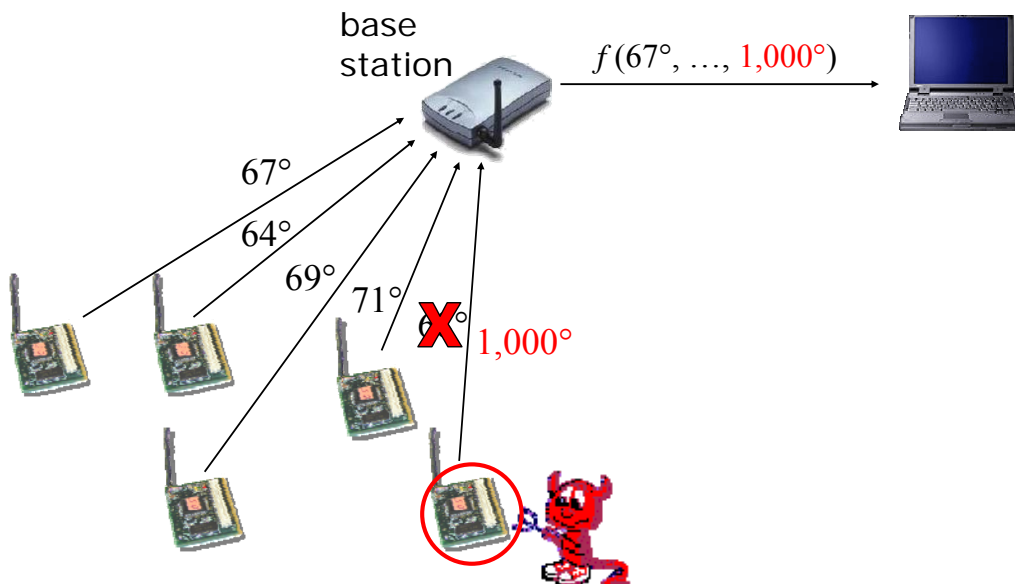 base
station
f (67°, …, 1,000°)
67°
64°
69°
71°
1,000°